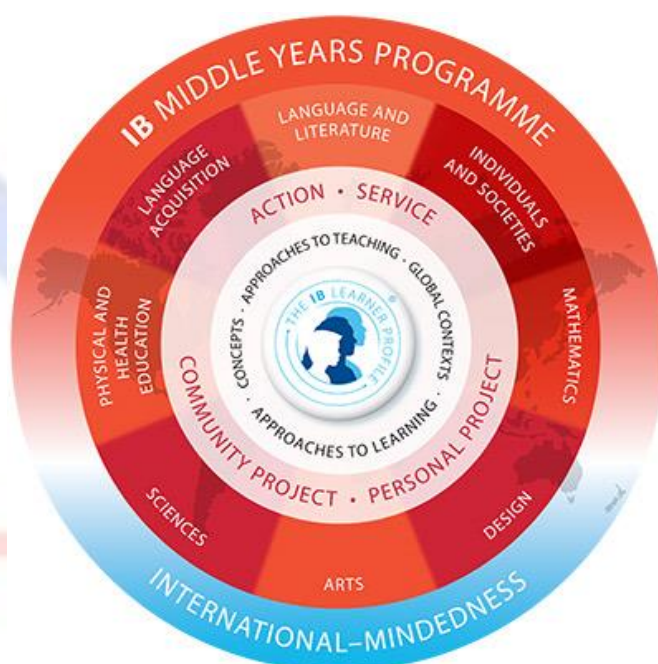 IB MIDDLE YEARS PROGRAMME
LANGUAGE AND
LITERATURE
INDIVIDUALS
AND SOCIETIES
MATHEMATICS
DESIGN
ARTS
SCIENCES
PHYSICAL AND
HEALTH
EDUCATION
LANGUAGE
ACQUISITION
ACTION • SERVICE
PERSONAL PROJECT
COMMUNITY PROJECT •
APPROACHES TO TEACHING ·
GLOBAL CONTEXTS ·
APPROACHES TO LEARNING ·
CONCEPTS ·
THE IB LEARNER PROFILE
®
INTERNATIONAL–MINDEDNESS